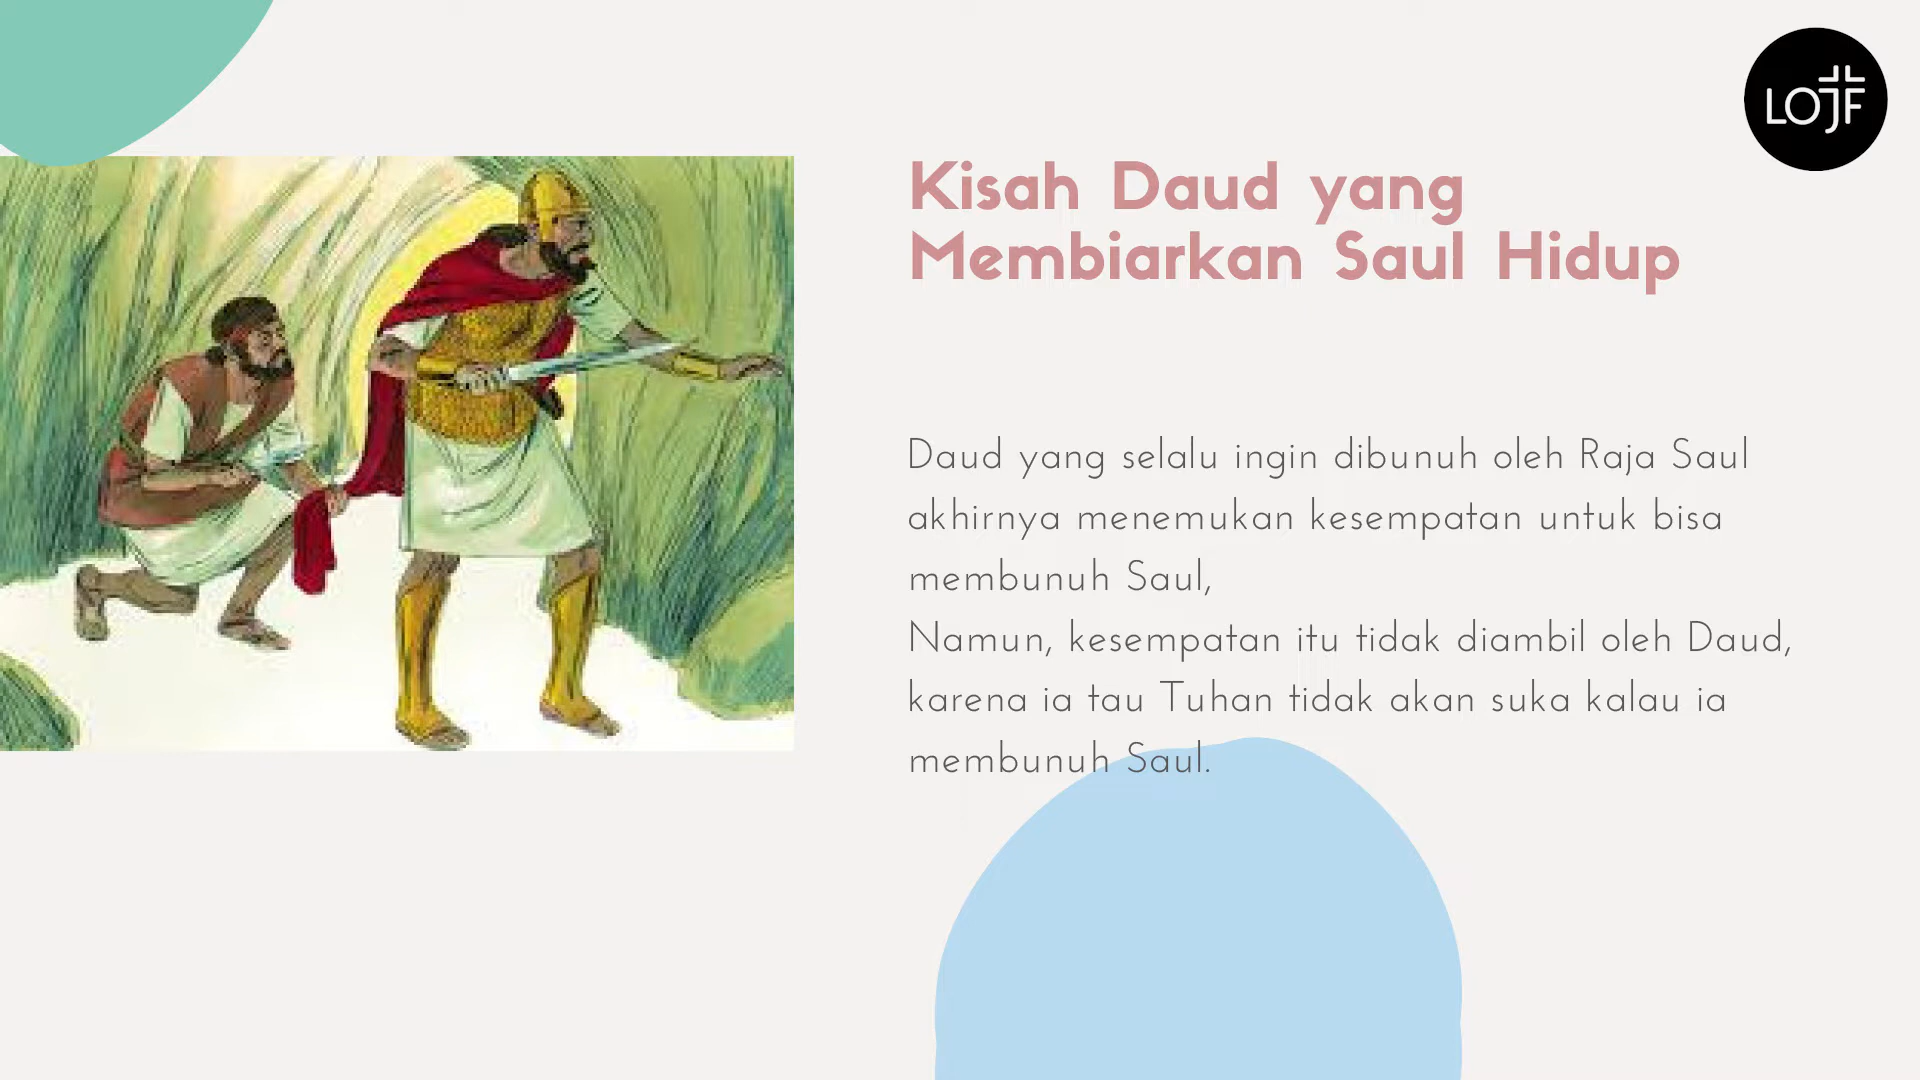 LOJF
Kisah Daud yang
Membiarkan Saul Hidup
Daud yang selalu ingin dibunuh oleh Raja Saul
akhirnya menemukan kesempatan untuk bisa
membunuh Saul,
Namun, kesempatan itu tidak diambil oleh Daud,
karena ia tau Tuhan tidak akan suka kalau ia
membunuh Saul.